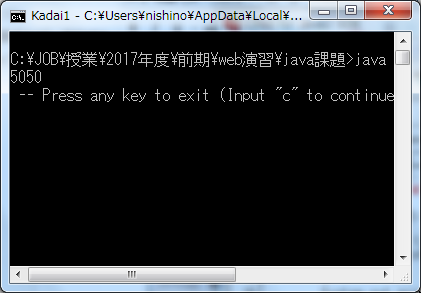 Kadai1 - C:¥Users¥nishino¥AppData¥Local¥...
C:¥JOB¥授業¥2017年度¥前期¥web演習¥java課題>java
5050
-- Press any key to exit (Input "c" to continue